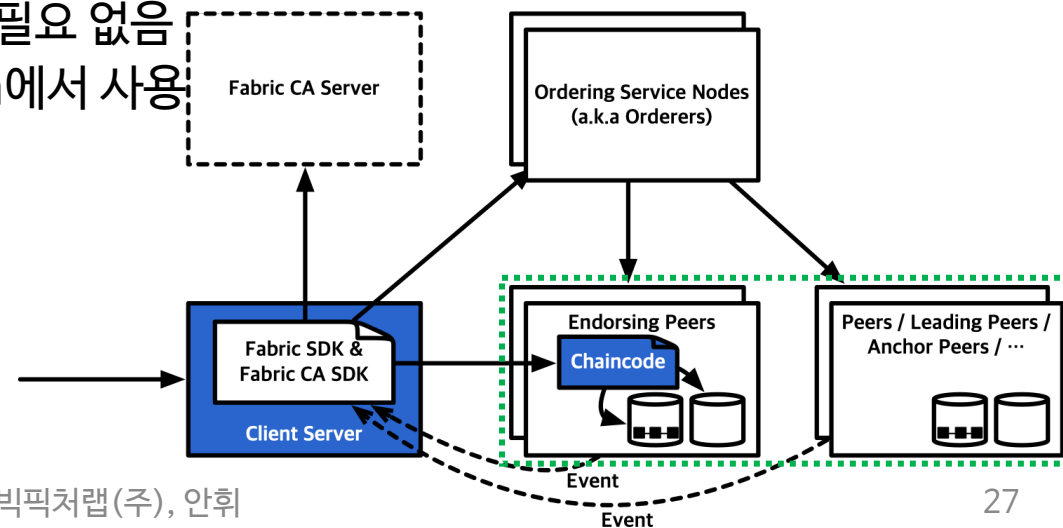 필요 없음
에서 사용
Fabric CA Server
Ordering Service Nodes
(a.k.a Orderers)
Fabric SDK &
Fabric CA SDK
Client Server
Endorsing Peers
Chaincode
Peers / Leading Peers /
Anchor Peers / ⋯
Event
Event
빅픽처랩(주), 안휘
27